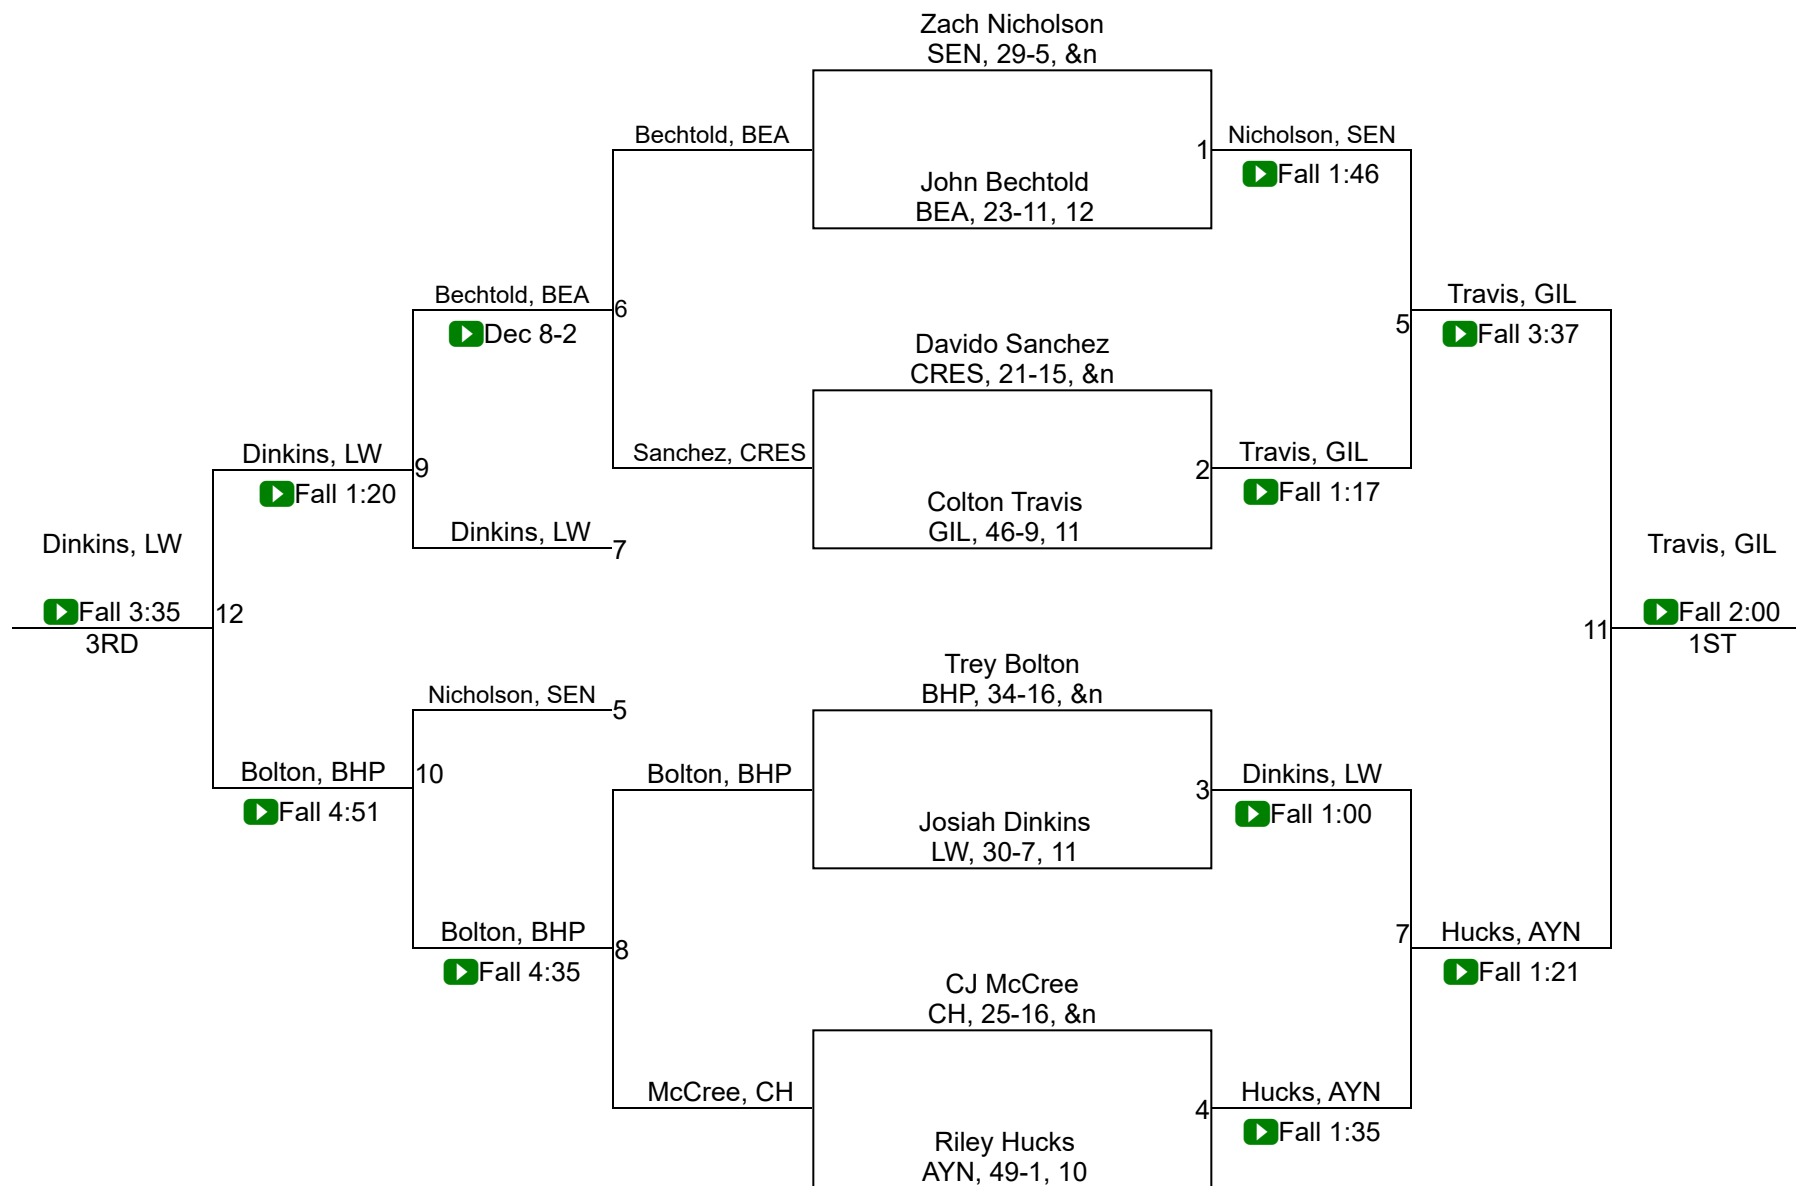 Zach Nicholson
SEN, 29-5, &n
Bechtold, BEA
1
Nicholson, SEN
Fall 1:46
John Bechtold
BEA, 23-11, 12
Bechtold, BEA
6
Dec 8-2
Travis, GIL
5
Fall 3:37
Davido Sanchez
CRES, 21-15, &n
Dinkins, LW
9
Fall 1:20
Sanchez, CRES
2
Travis, GIL
Fall 1:17
Colton Travis
GIL, 46-9, 11
Dinkins, LW
7
Dinkins, LW
Fall 3:35
12
3RD
Travis, GIL
11
Fall 2:00
1ST
Trey Bolton
BHP, 34-16, &n
Nicholson, SEN
5
Bolton, BHP
10
Fall 4:51
Bolton, BHP
3
Dinkins, LW
Fall 1:00
Josiah Dinkins
LW, 30-7, 11
Bolton, BHP
8
Fall 4:35
7
Hucks, AYN
Fall 1:21
CJ McCree
CH, 25-16, &n
McCree, CH
4
Hucks, AYN
Fall 1:35
Riley Hucks
AYN, 49-1, 10